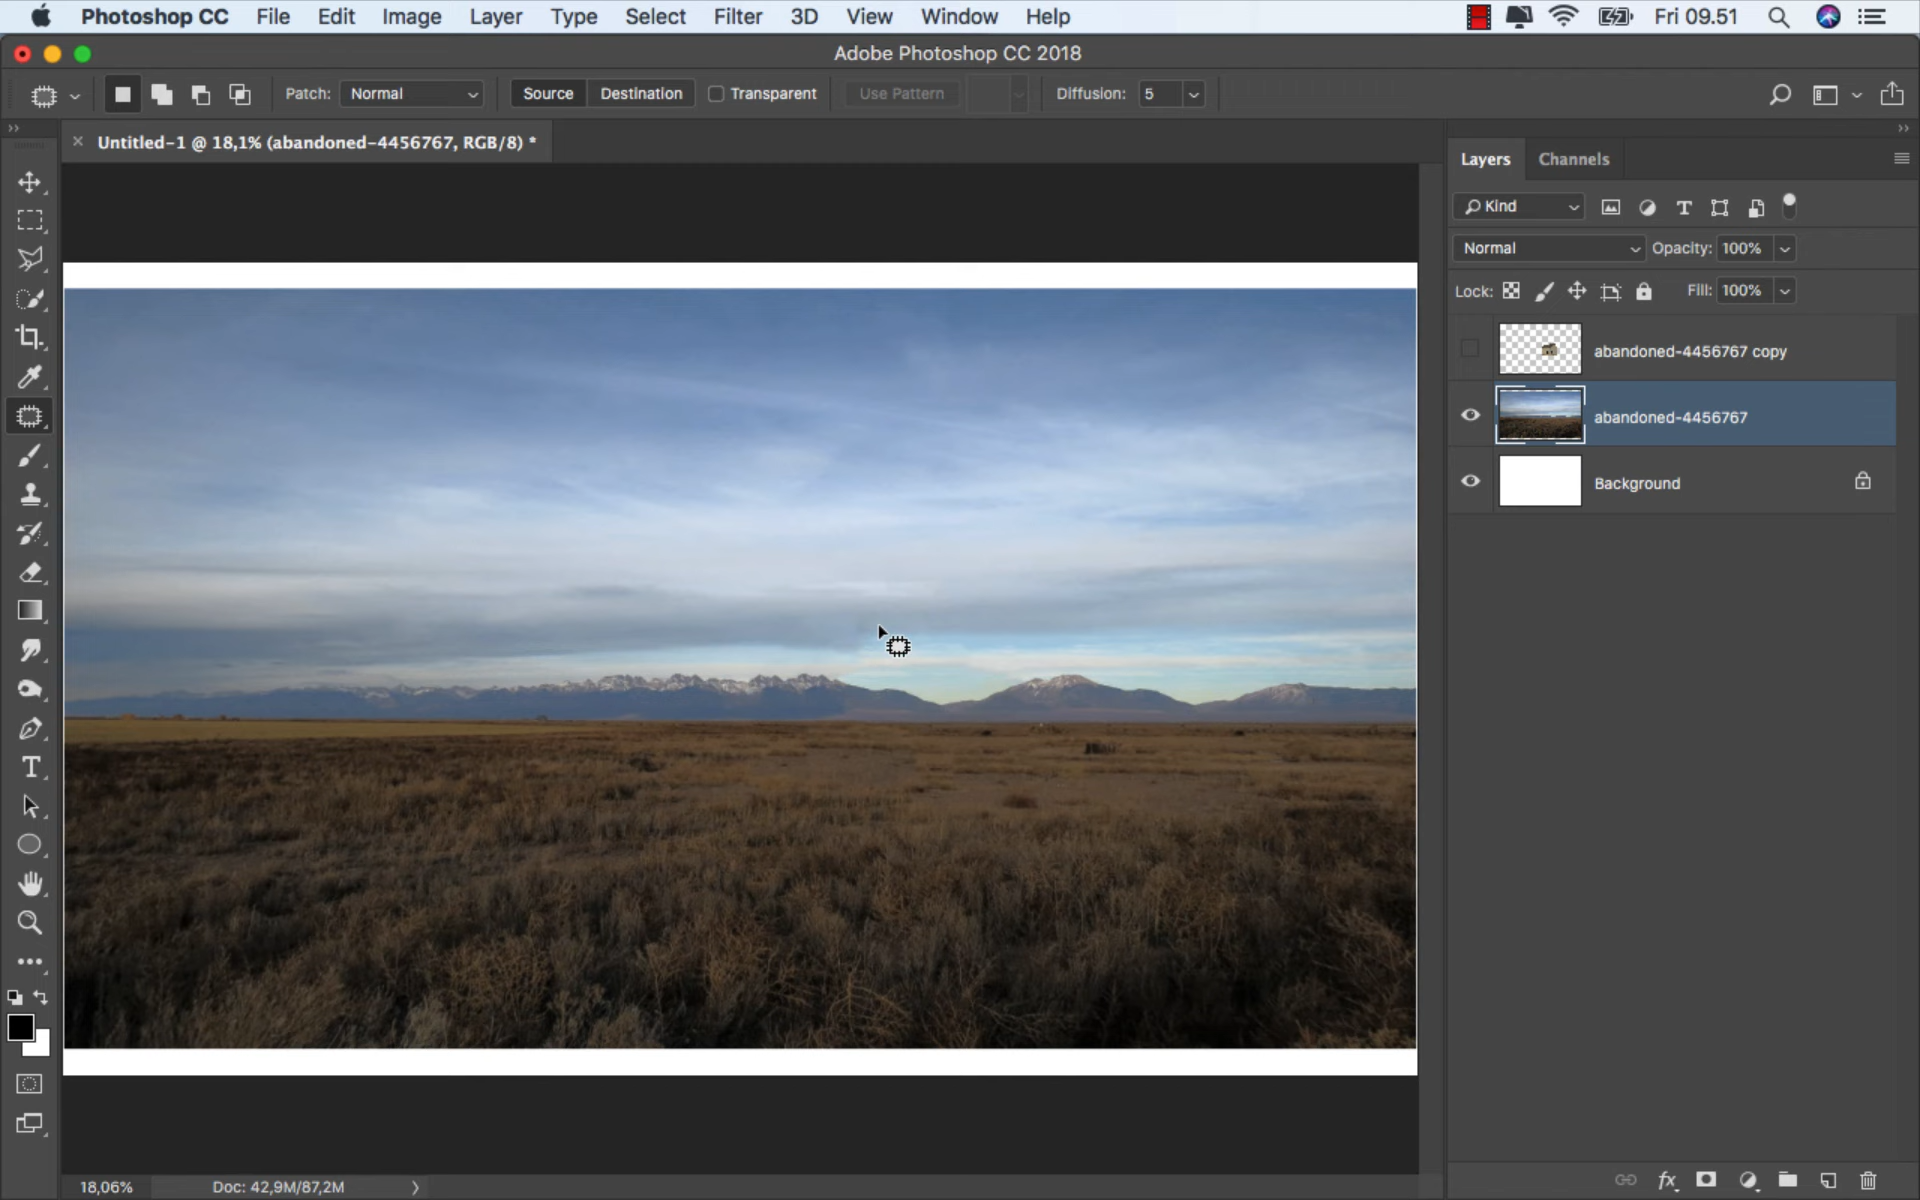 Photoshop CC File Edit Image Layer Type Select Filter 3D View Window Help Fri 09.51
Adobe Photoshop CC 2018
Patch: Normal Source Destination Transparent Use Pattern Diffusion: 5
Untitled-1 @ 18,1% (abandoned-4456767, RGB/8) *
Layers Channels
Kind
Normal Opacity: 100%
Lock: Fill: 100%
abandoned-4456767 copy
abandoned-4456767
Background
18,06% Doc: 42,9M/87,2M